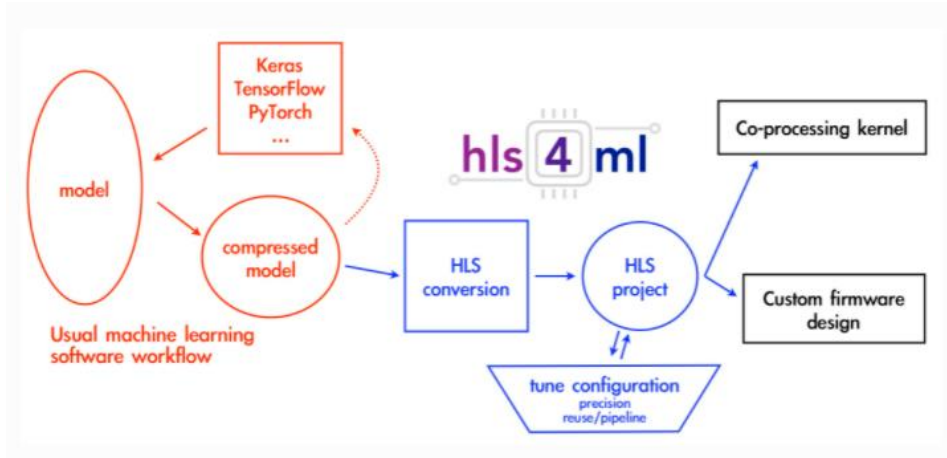 Keras
TensorFlow
PyTorch
...
model
compressed
model
Usual machine learning
software workflow
hls 4 ml
HLS
conversion
HLS
project
tune configuration
precision
reuse/pipeline
Co-processing kernel
Custom firmware
design